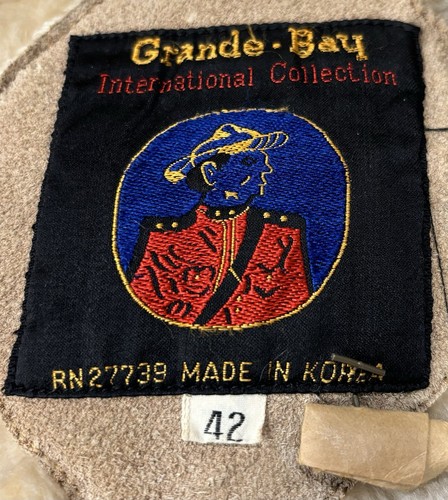 Grande · Bay
International Collection
RN27739 MADE IN KOREA
42